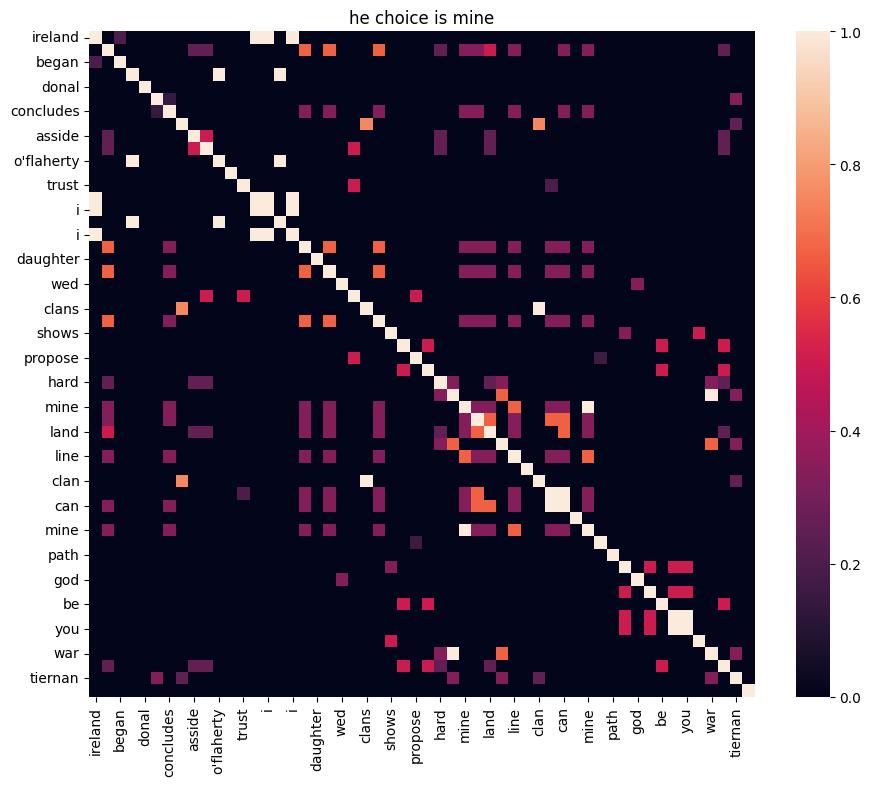 he choice is mine
ireland
began
donal
concludes
asside
o'flaherty
trust
i
i
daughter
wed
clans
shows
propose
hard
mine
land
line
clan
can
mine
path
god
be
you
war
tiernan
1.0
0.8
0.6
0.4
0.2
0.0
ireland
began
donal
concludes
asside
o'flaherty
trust
i
i
daughter
wed
clans
shows
propose
hard
mine
land
line
clan
can
mine
path
god
be
you
war
tiernan